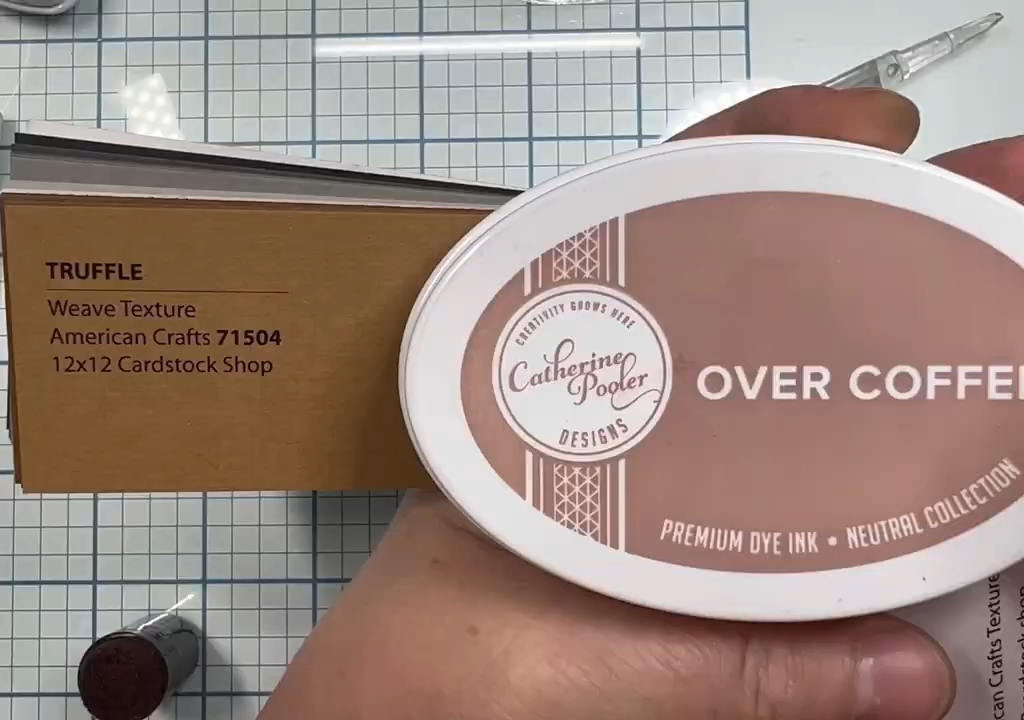 TRUFFLE
Weave Texture
American Crafts 71504
12x12 Cardstock Shop
CREATIVITY GROWS HERE
Catherine
Pooler
DESIGNS
OVER COFFE
PREMIUM DYE INK • NEUTRAL COLLECTION
can Crafts Texture